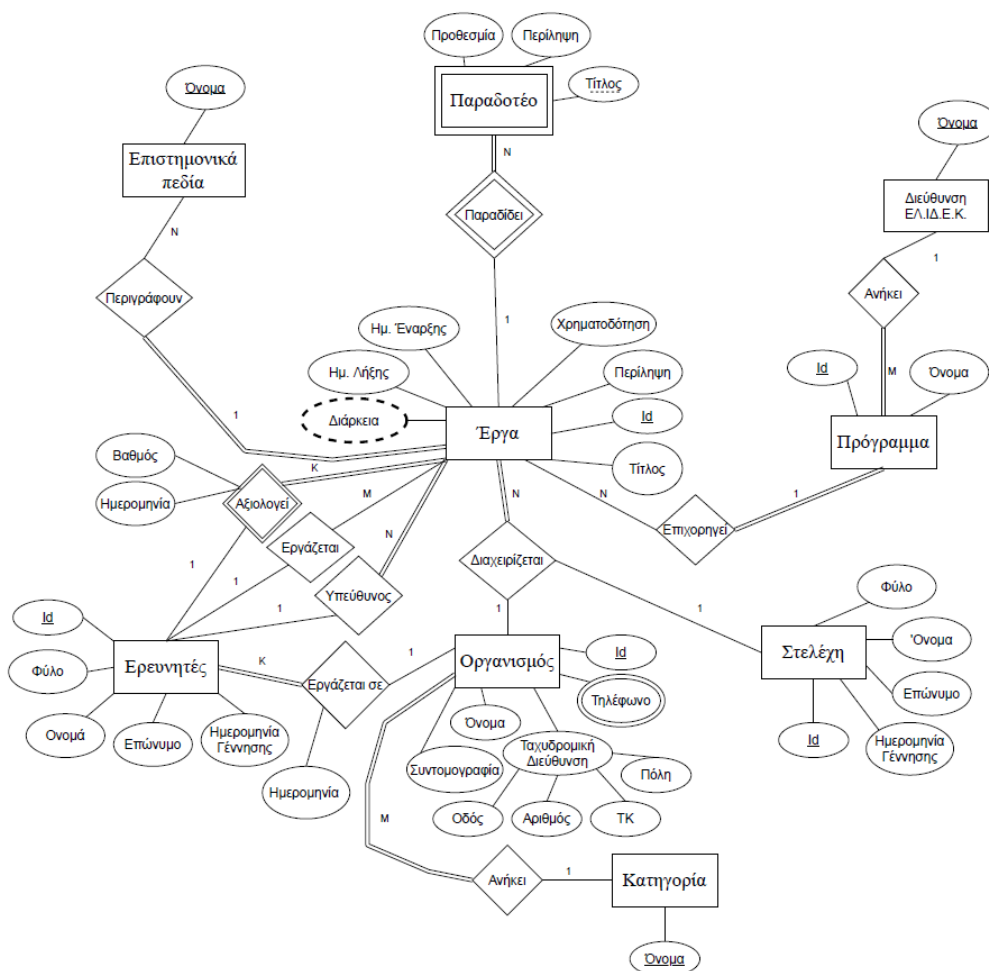 Προθεσμία
Περίληψη
Τίτλος
Παραδοτέο
Όνομα
Επιστημονικά
πεδία
Όνομα
Διεύθυνση
ΕΛ.ΙΔ.Ε.Κ.
N
Παραδίδει
N
1
Ανήκει
Περιγράφουν
Ημ. Έναρξης
1
Χρηματοδότηση
Ημ. Λήξης
Περίληψη
Id
M
Όνομα
Διάρκεια
1
Έργα
Id
Πρόγραμμα
Βαθμός
K
Τίτλος
Ημερομηνία
Αξιολογεί
M
N
N
N
1
Επιχορηγεί
Εργάζεται
Διαχειρίζεται
1
1
Υπεύθυνος
Φύλο
Id
1
1
1
Φύλο
Ερευνητές
K
Εργάζεται σε
1
Οργανισμός
Id
Στελέχη
'Ονομα
Τηλέφωνο
Επώνυμο
Ονομά
Επώνυμο
Ημερομηνία
Γέννησης
Όνομα
Id
Ημερομηνία
Γέννησης
Συντομογραφία
Ταχυδρομική
Διεύθυνση
Πόλη
Ημερομηνία
M
Οδός
Αριθμός
ΤΚ
Ανήκει
1
Κατηγορία
Όνομα